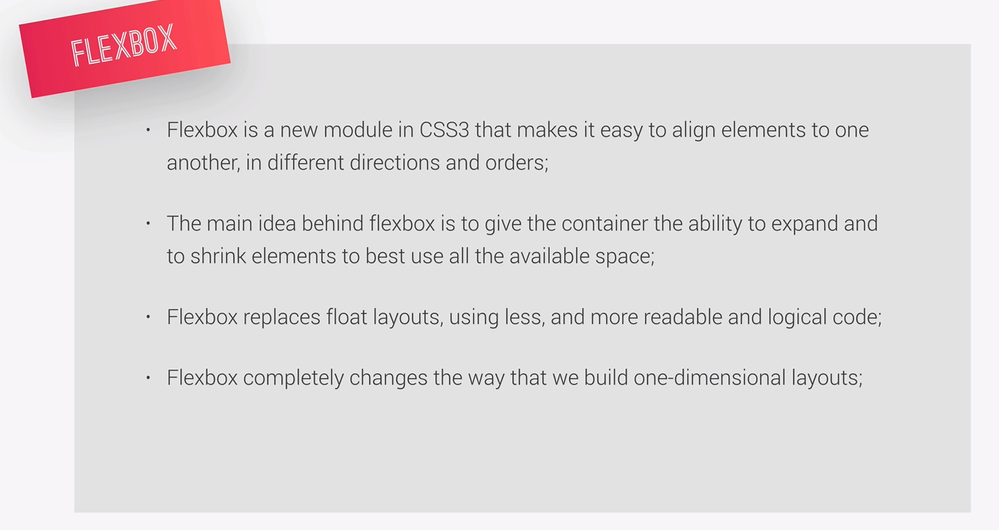 FLEXBOX
• Flexbox is a new module in CSS3 that makes it easy to align elements to one
another, in different directions and orders;
• The main idea behind flexbox is to give the container the ability to expand and
to shrink elements to best use all the available space;
• Flexbox replaces float layouts, using less, and more readable and logical code;
• Flexbox completely changes the way that we build one-dimensional layouts;